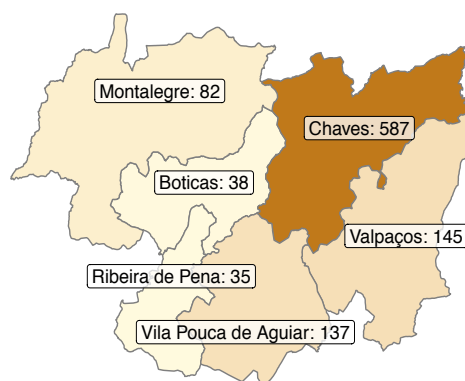 Montalegre: 82
Chaves: 587
Boticas: 38
Valpaços: 145
Ribeira de Pena: 35
Vila Pouca de Aguiar: 137